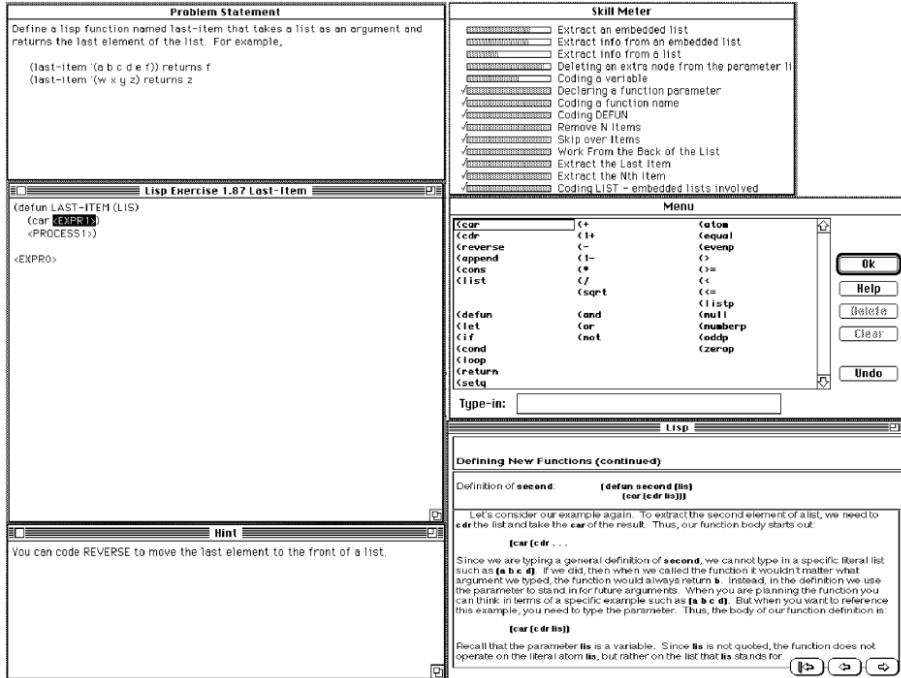 Problem Statement
Define a lisp function named last-item that takes a list as an argument and
returns the last element of the list. For example,
(last-item '(a b c d e f)) returns f
(last-item '(w x y z) returns z
Skill Meter
Extract an embedded list
Extract info from an embedded list
Extract info from a list
Deleting an extra node from the parameter li
Coding a variable
√ Declaring a function parameter
√ Coding a function name
√ Coding DEFUN
√ Remove N Items
√ Skip over Items
√ Work From the Back of the List
√ Extract the Last Item
√ Extract the Nth Item
√ Coding LIST - embedded lists involved
Lisp Exercise 1.87 Last-Item
(defun LAST-ITEM (LIS)
(car <EXPR1>)
<PROCESS1>)
<EXPR0>
Menu
(car (+ (atom
(cdr (1+ (equal
(reverse (- (evenp
(append (1- (>
(cons (* (>=
(list (/ (<
(sqrt (<=
(listp
(defun (and (null
(let (or (numberp
(if (not (oddp
(cond (zerop
(loop
(return
(setq
Ok
Help
Delete
Clear
Undo
Type-in:
Hint
You can code REVERSE to move the last element to the front of a list.
Lisp
Defining New Functions (continued)
Definition of second: (defun second (lis)
(car (cdr lis)))
Let's consider our example again. To extract the second element of a list, we need to
cdr the list and take the car of the result. Thus, our function body starts out:
(car (cdr . . .
Since we are typing a general definition of second, we cannot type in a specific literal list
such as (a b c d). If we did, then when we called the function it wouldn't matter what
argument we typed, the function would always return b. Instead, in the definition we use
the parameter to stand in for future arguments. When you are planning the function you
can think in terms of a specific example such as (a b c d). But when you want to reference
this example, you need to type the parameter. Thus, the body of our function definition is:
(car (cdr lis))
Recall that the parameter lis is a variable. Since lis is not quoted, the function does not
operate on the literal atom lis, but rather on the list that lis stands for.